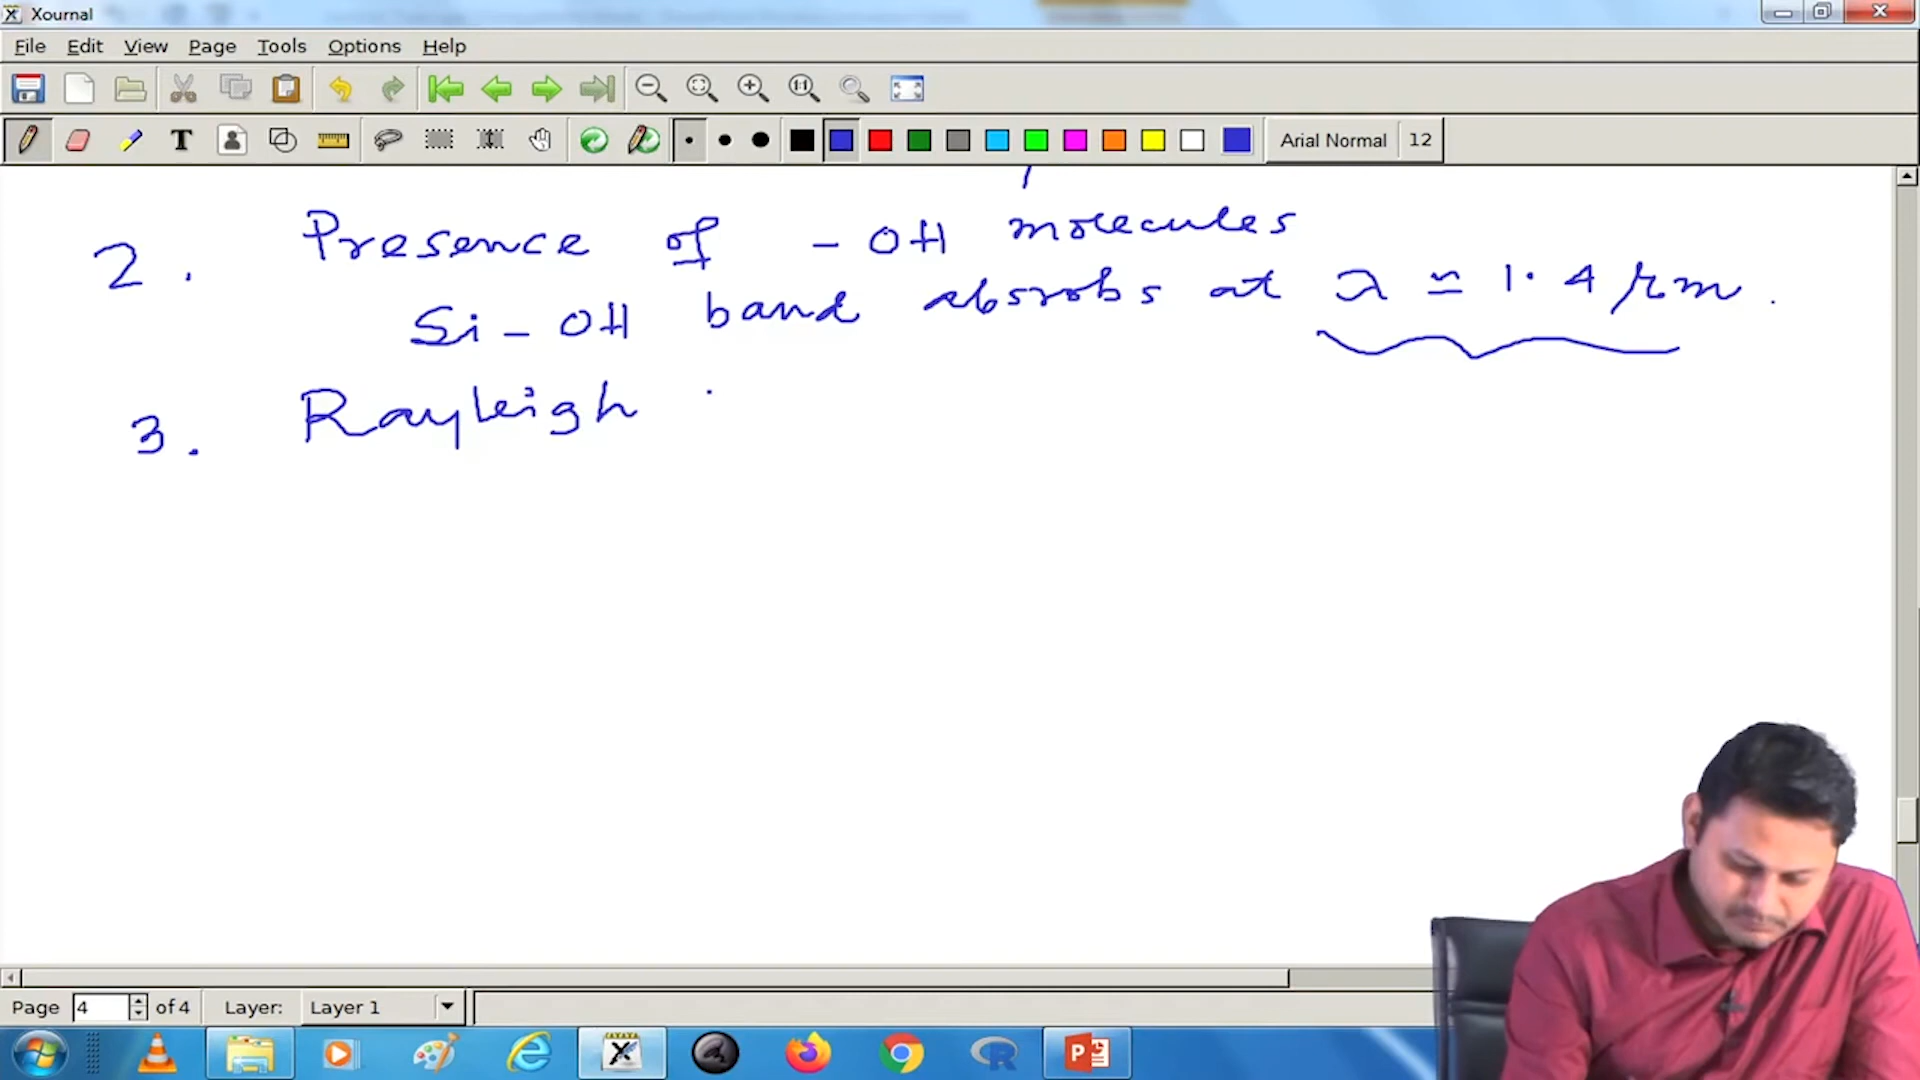 Xournal
File Edit View Page Tools Options Help
T Arial Normal 12
2. Presence of - OH molecules
Si - OH band absrobs at λ ≃ 1.4 μm.
3. Rayleigh
Page 4 of 4 Layer: Layer 1